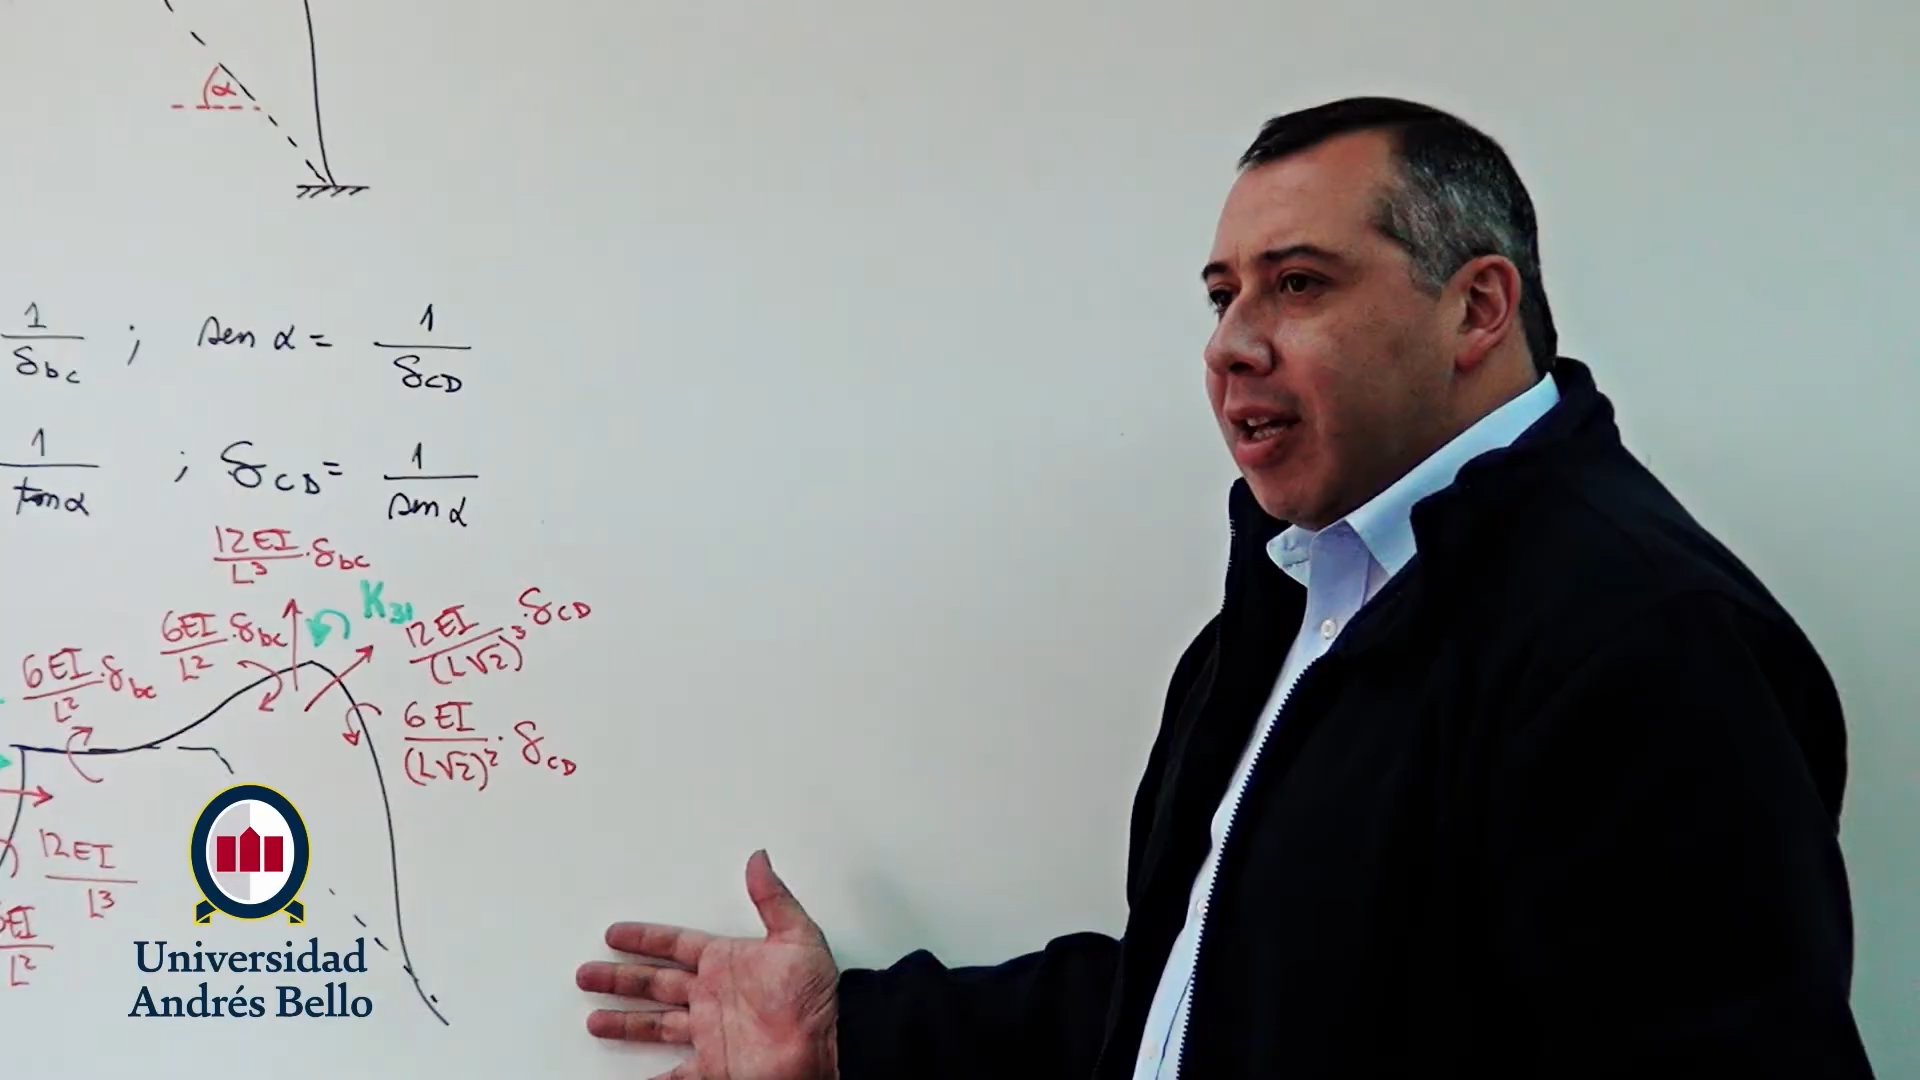 α
1/δbc ; sen α = 1/δCD
1/tan α ; δCD = 1/sen α
12EI/L³ · δbc
K31
6EI/L² · δbc
12EI/(L√2)³ · δCD
6EI/L² · δbc
6EI/(L√2)² · δCD
12EI/L³
6EI/L²
Universidad
Andrés Bello